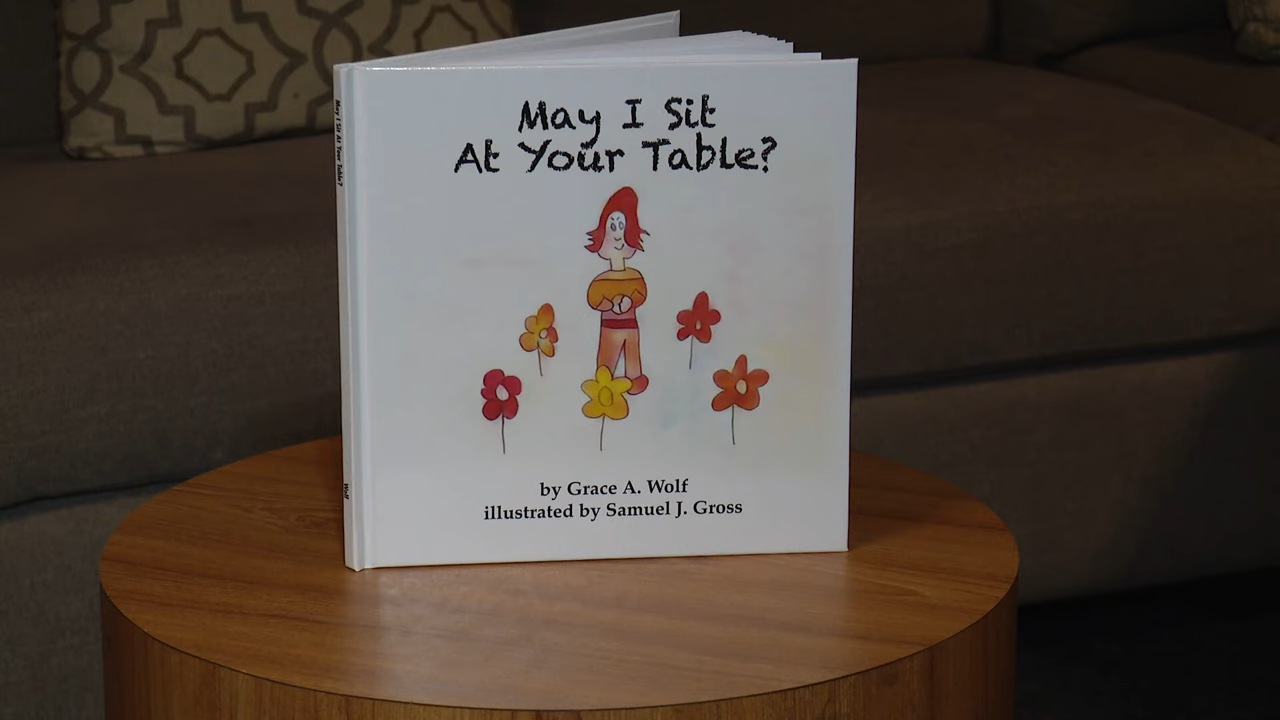 May I Sit
At Your Table?
by Grace A. Wolf
illustrated by Samuel J. Gross
May I Sit At Your Table?
Wolf